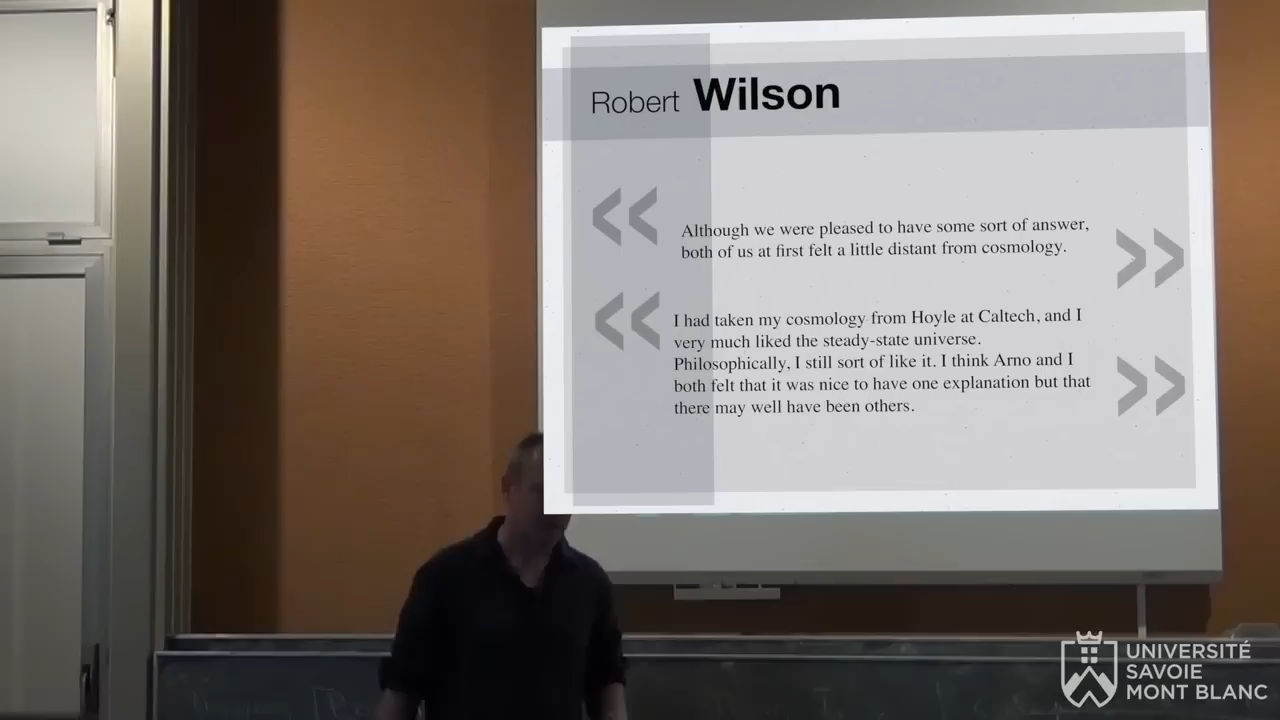 Robert Wilson
Although we were pleased to have some sort of answer,
both of us at first felt a little distant from cosmology.
I had taken my cosmology from Hoyle at Caltech, and I
very much liked the steady-state universe.
Philosophically, I still sort of like it. I think Arno and I
both felt that it was nice to have one explanation but that
there may well have been others.
UNIVERSITÉ
SAVOIE
MONT BLANC